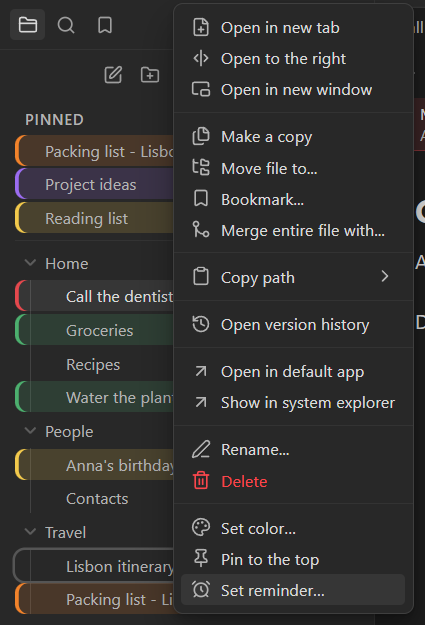 PINNED
Packing list - Lisbo
Project ideas
Reading list
Home
Call the dentist
Groceries
Recipes
Water the plan
People
Anna's birthday
Contacts
Travel
Lisbon itinerary
Packing list - Li
Open in new tab
Open to the right
Open in new window
Make a copy
Move file to...
Bookmark...
Merge entire file with...
Copy path
Open version history
Open in default app
Show in system explorer
Rename...
Delete
Set color...
Pin to the top
Set reminder...